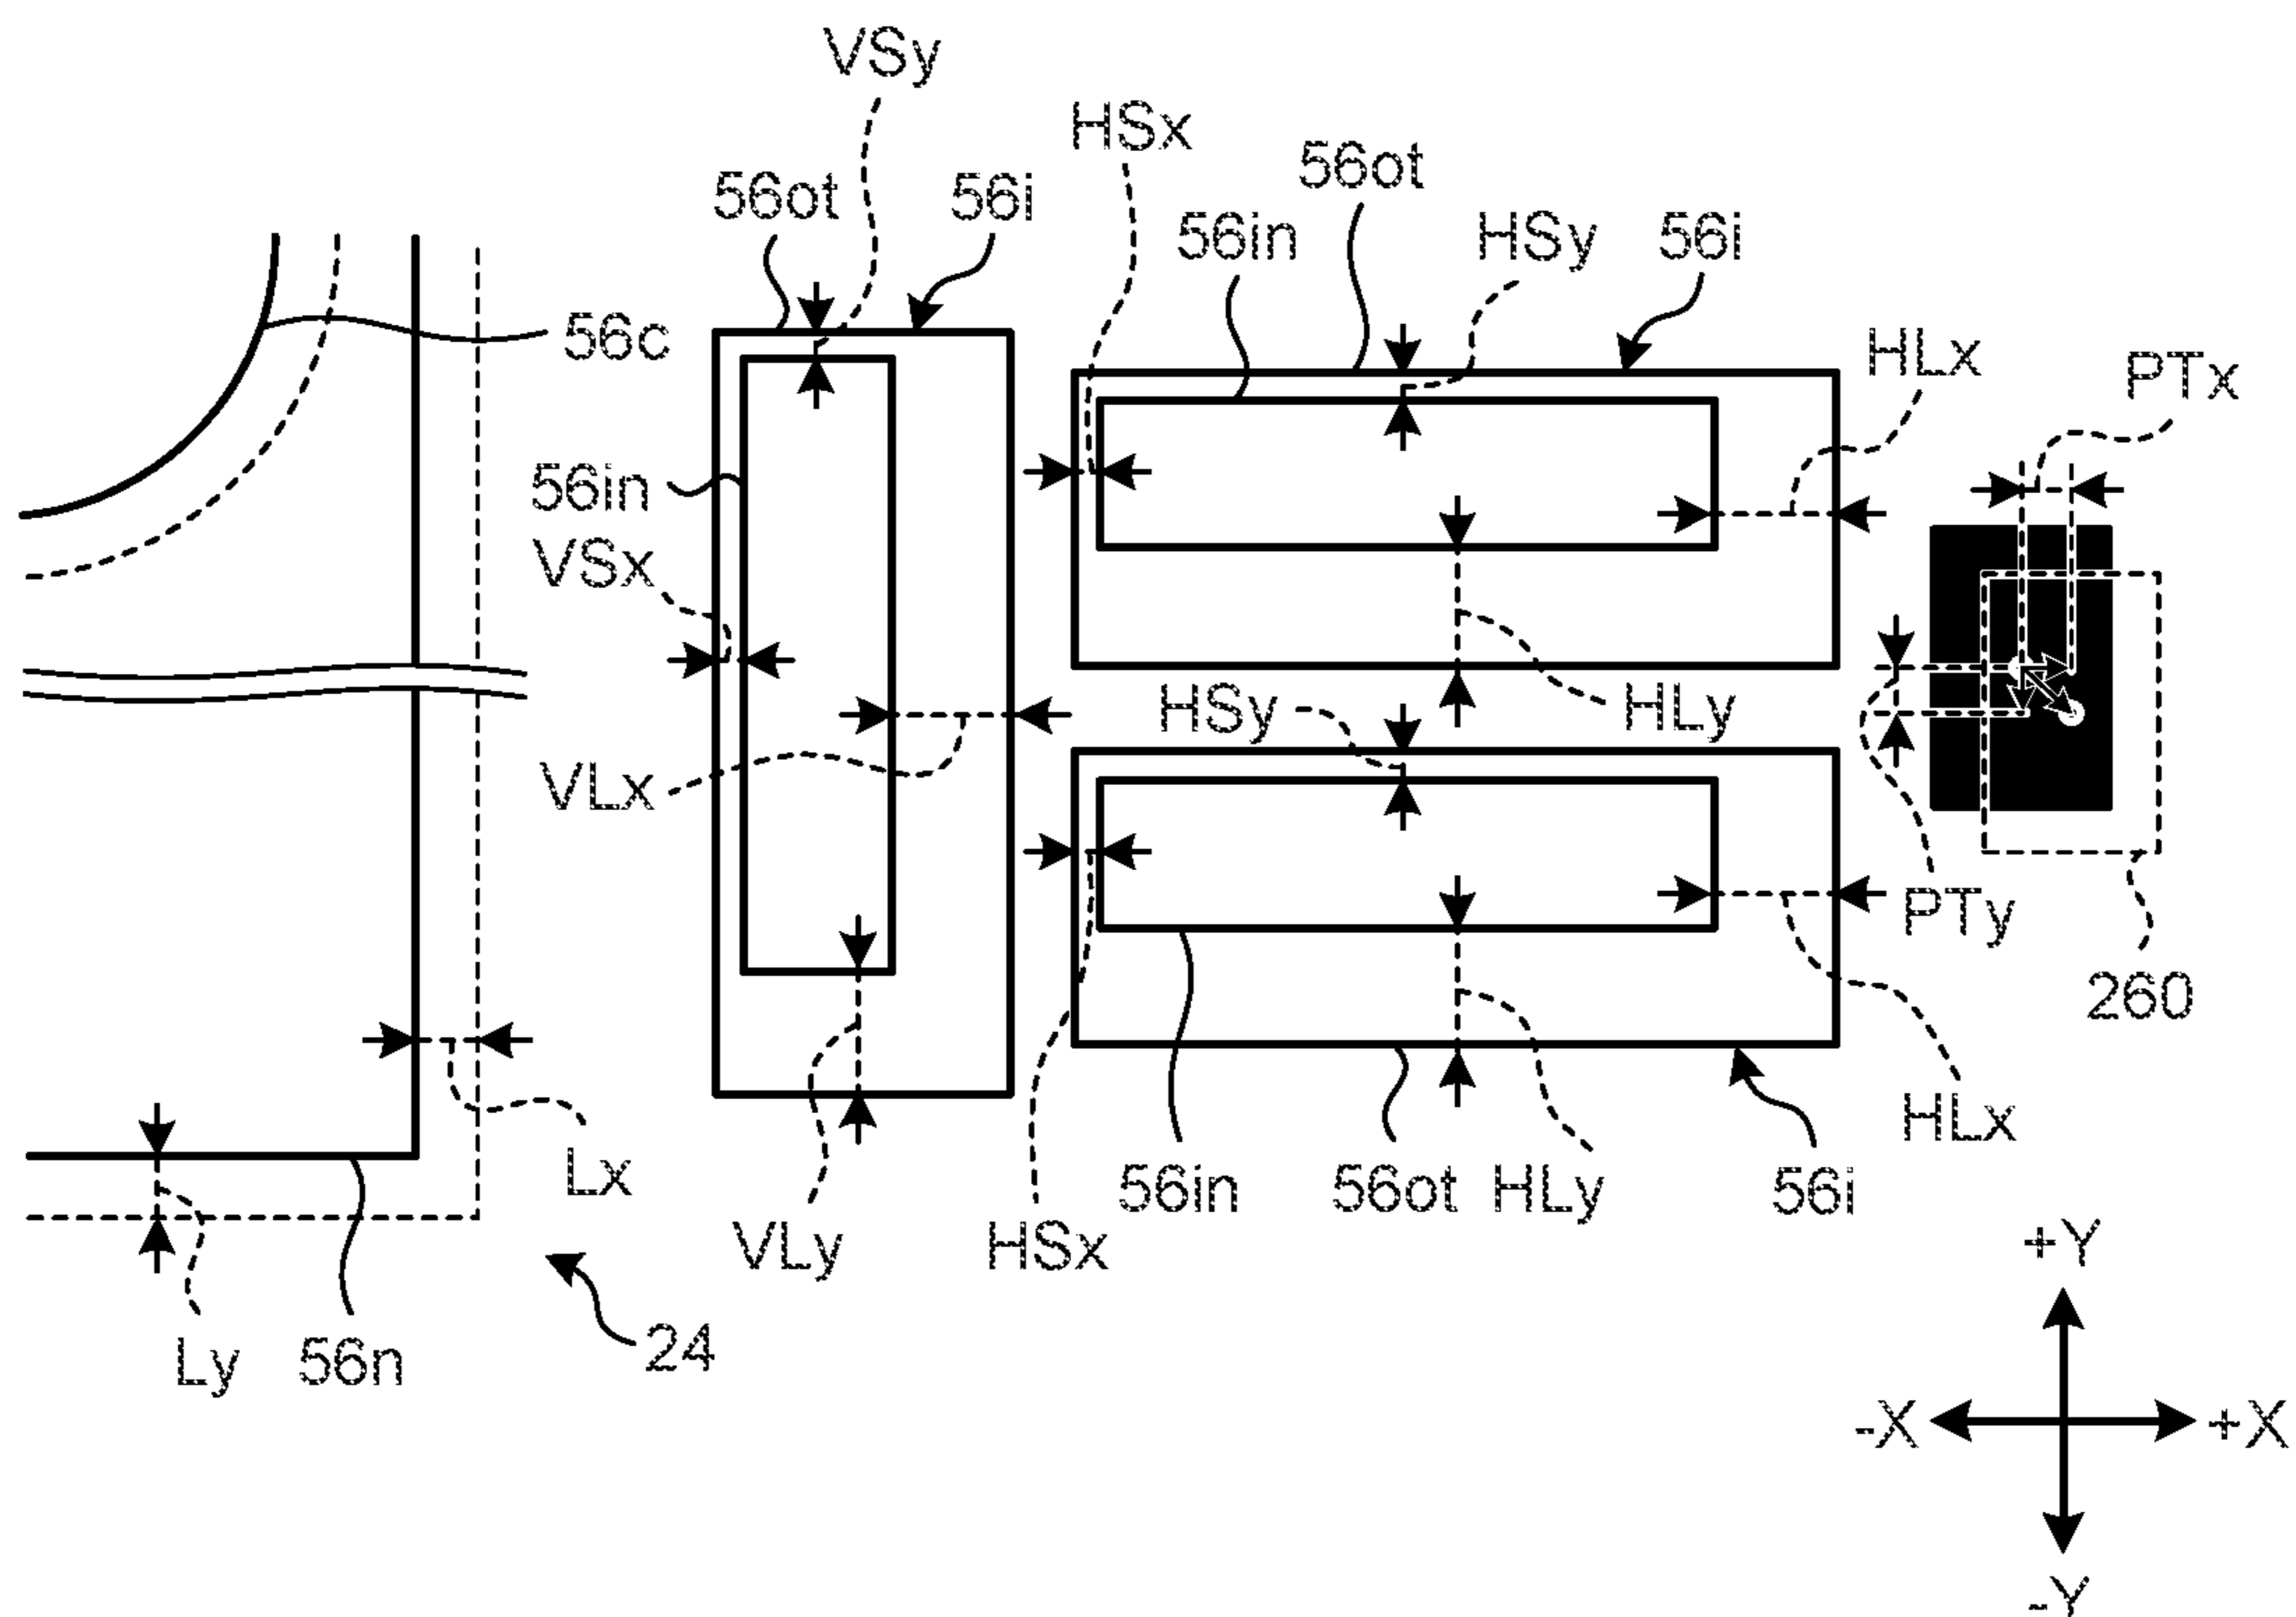 VSy
HSx
56ot
56i
56ot
56in
HSy
56i
56c
HLx
PTx
56in
VSx
HSy
HLy
VLx
PTy
260
HLx
Lx
56in
56ot
HLy
56i
VLy
HSx
Ly
56n
24
+Y
-X
+X
-Y